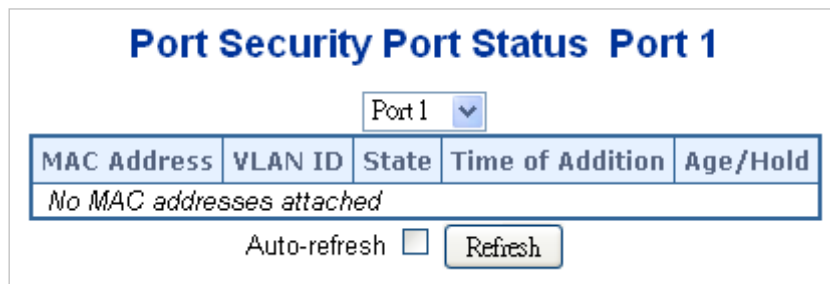 Port Security Port Status Port 1
Port 1
MAC Address VLAN ID State Time of Addition Age/Hold
No MAC addresses attached
Auto-refresh Refresh